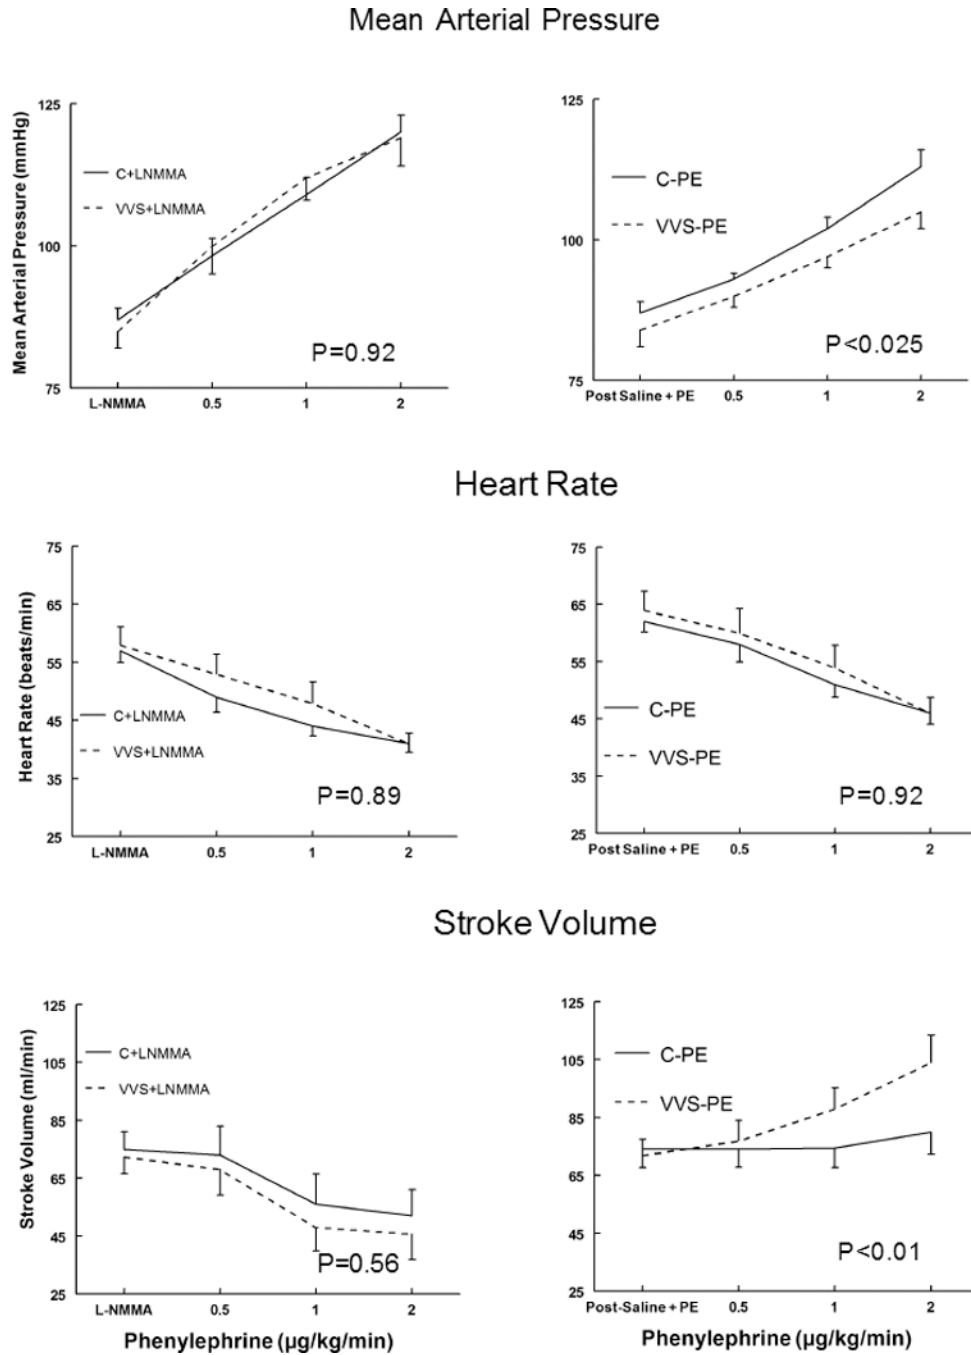 Mean Arterial Pressure
Mean Arterial Pressure (mmHg)
125
100
75
C+LNMMA
VVS+LNMMA
P=0.92
L-NMMA 0.5 1 2
125
100
75
C-PE
VVS-PE
P<0.025
Post Saline + PE 0.5 1 2
Heart Rate
Heart Rate (beats/min)
75
65
55
45
35
25
C+LNMMA
VVS+LNMMA
P=0.89
L-NMMA 0.5 1 2
75
65
55
45
35
25
C-PE
VVS-PE
P=0.92
Post Saline + PE 0.5 1 2
Stroke Volume
Stroke Volume (ml/min)
125
105
85
65
45
25
C+LNMMA
VVS+LNMMA
P=0.56
L-NMMA 0.5 1 2
Phenylephrine (μg/kg/min)
125
105
85
65
45
25
C-PE
VVS-PE
P<0.01
Post-Saline + PE 0.5 1 2
Phenylephrine (μg/kg/min)